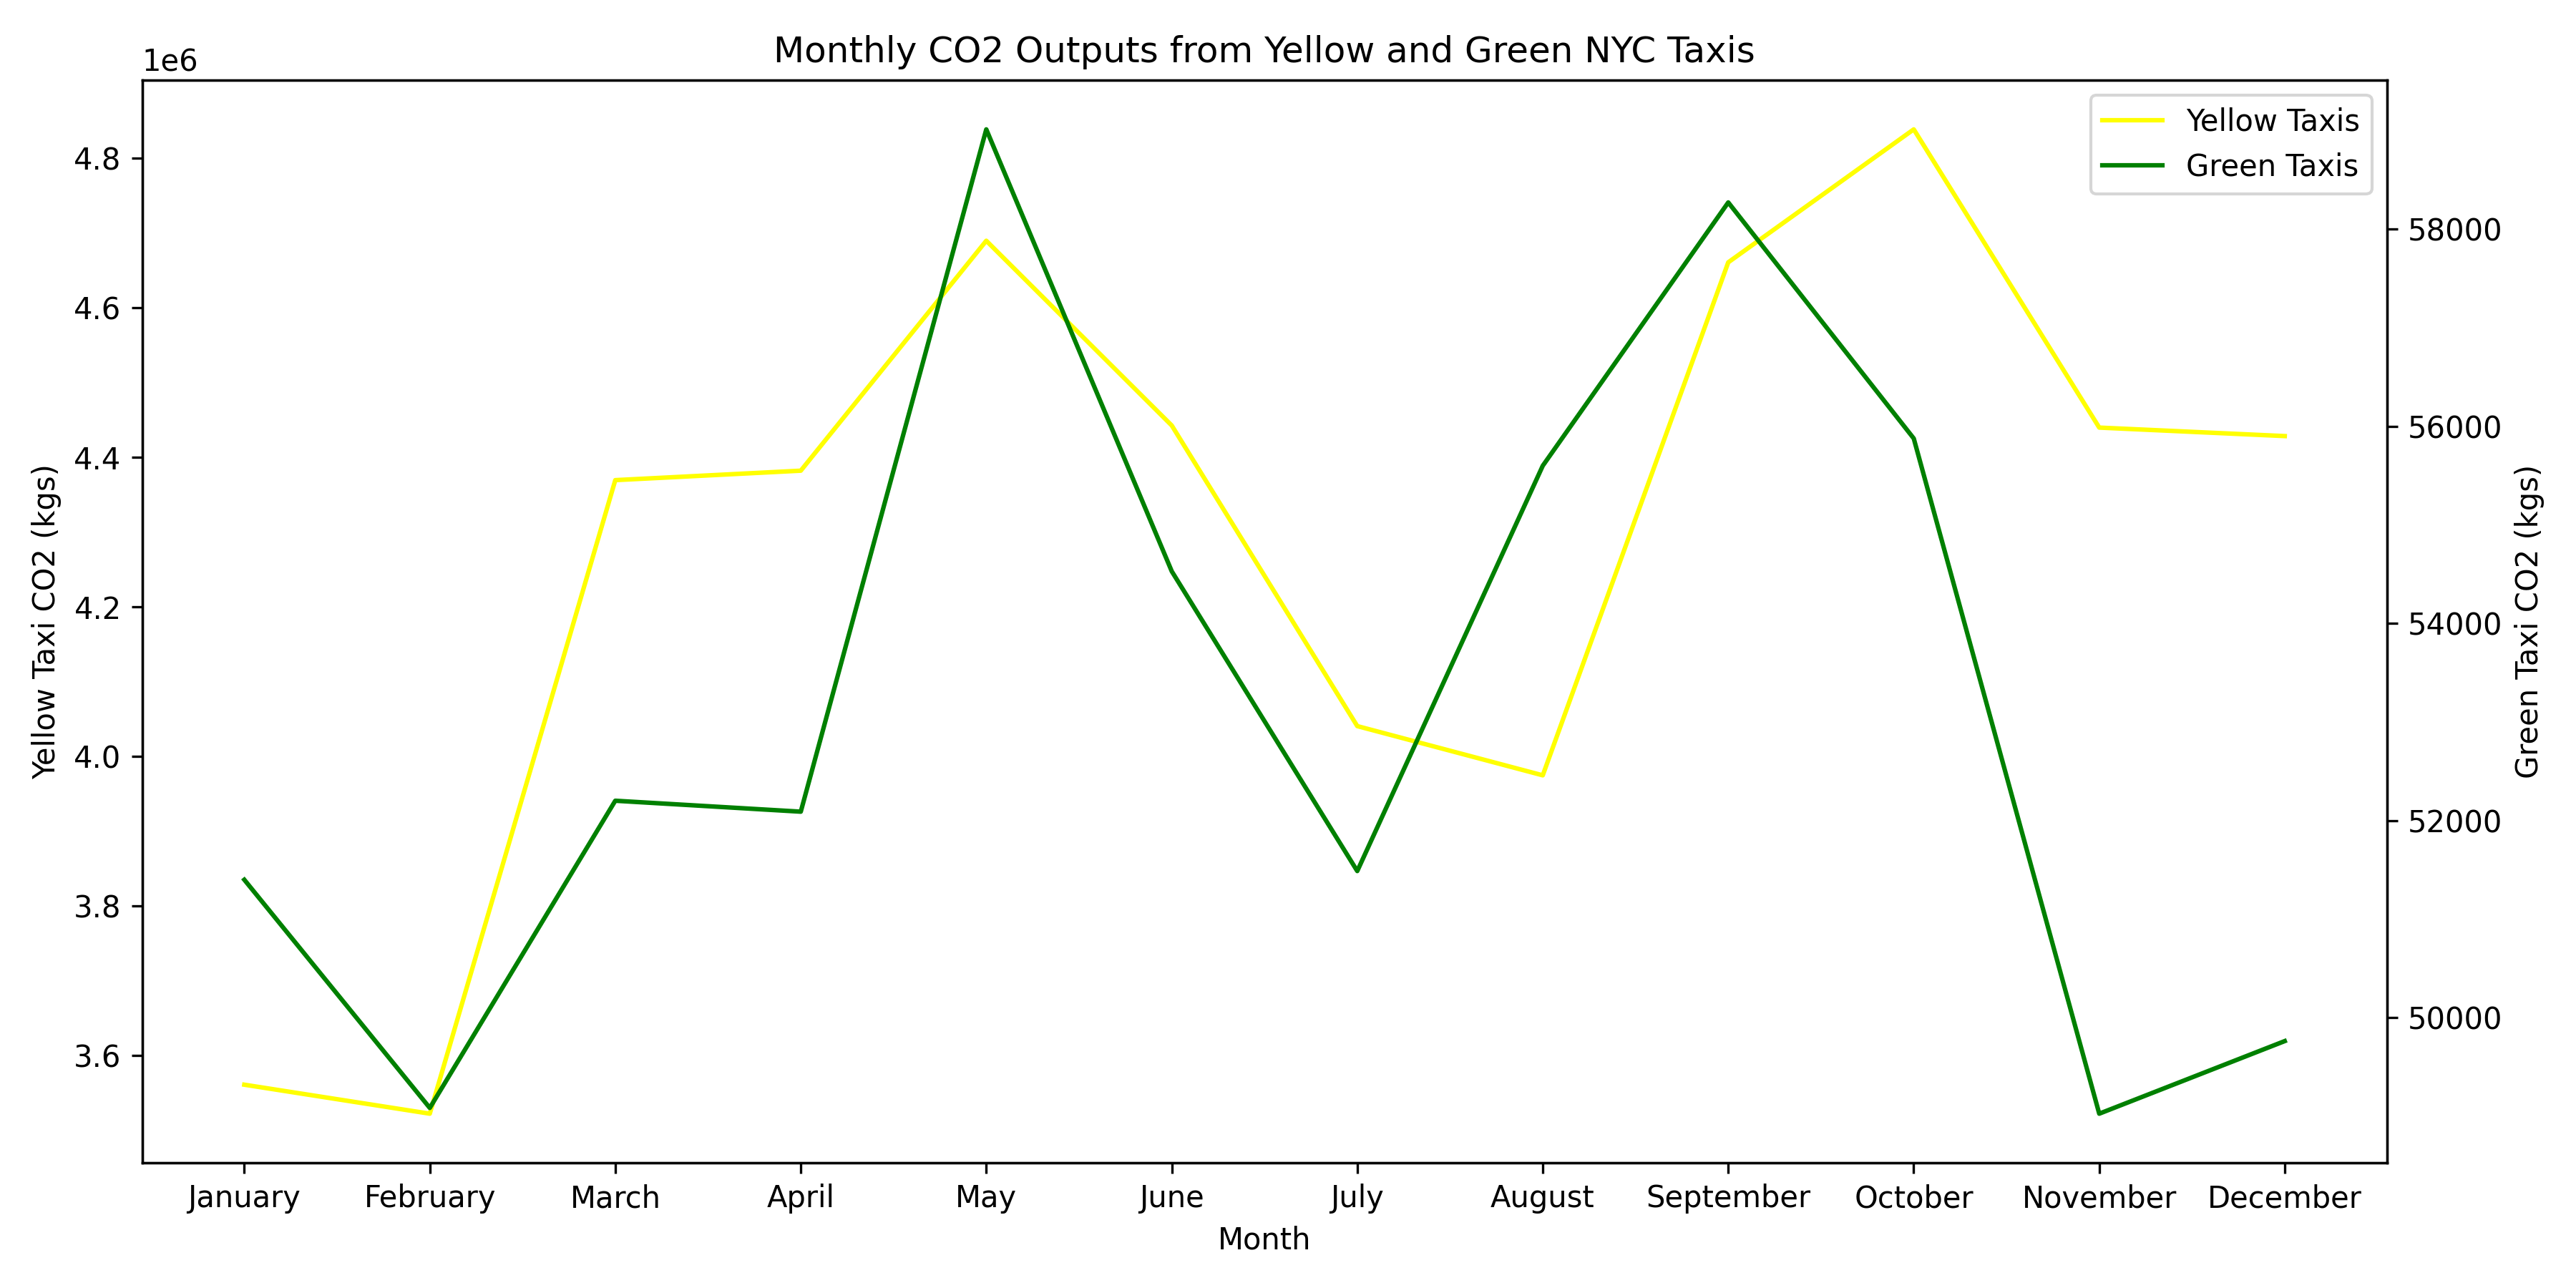 Monthly CO2 Outputs from Yellow and Green NYC Taxis
1e6
Yellow Taxis
Green Taxis
4.8
4.6
4.4
4.2
4.0
3.8
3.6
Yellow Taxi CO2 (kgs)
58000
56000
54000
52000
50000
Green Taxi CO2 (kgs)
January February March April May June July August September October November December
Month